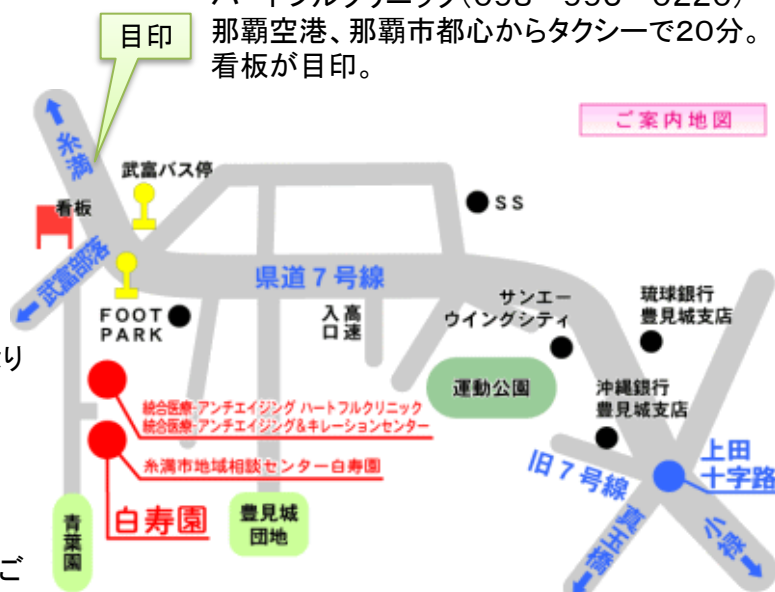 那覇空港、那覇市都心からタクシーで20分。
看板が目印。
目印
ご案内地図
糸満
武富バス停
看板
SS
武富部落
県道7号線
FOOT
PARK
入口
高速
サンエー
ウイングシティ
琉球銀行
豊見城支店
運動公園
沖縄銀行
豊見城支店
統合医療・アンチエイジング ハートフルクリニック
統合医療・アンチエイジング&キレーションセンター
糸満市地域相談センター白寿園
白寿園
旧7号線
上田
十字路
青葉園
豊見城
団地
真玉橋
小禄
り
ご